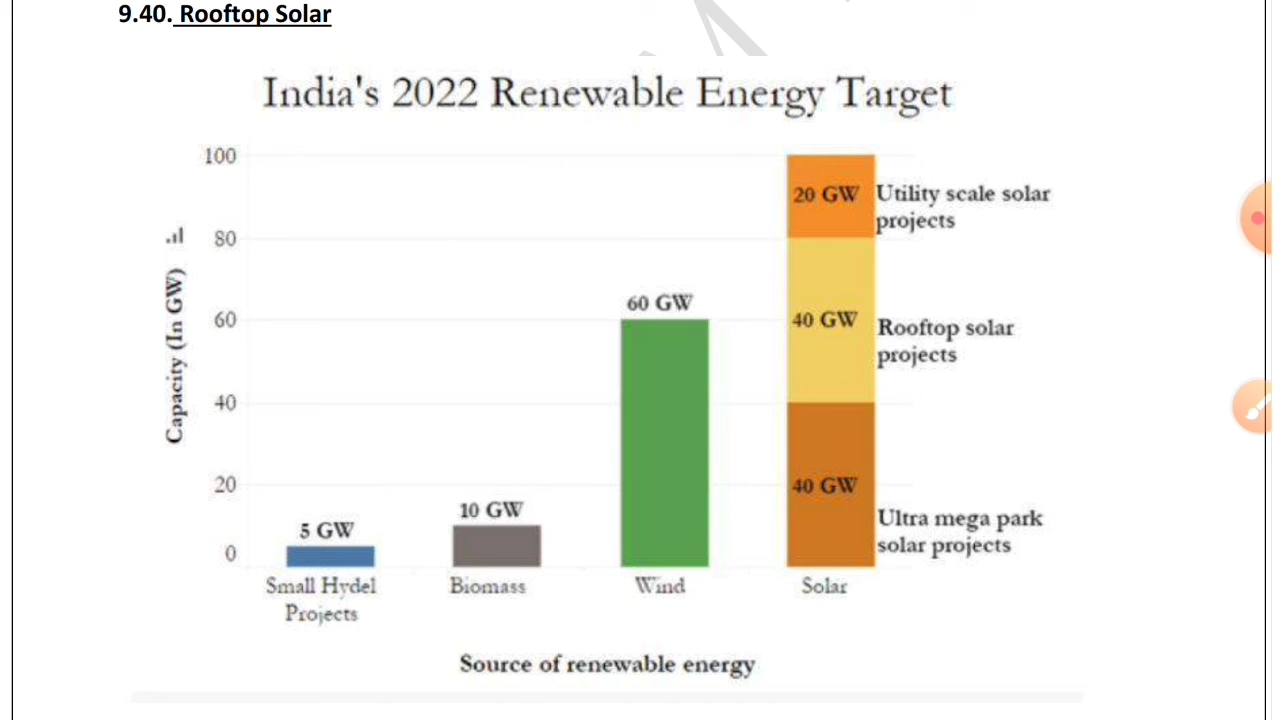 9.40. Rooftop Solar
India's 2022 Renewable Energy Target
100
80
60
40
20
0
Capacity (In GW)
5 GW
10 GW
60 GW
20 GW
40 GW
40 GW
Utility scale solar
projects
Rooftop solar
projects
Ultra mega park
solar projects
Small Hydel
Projects
Biomass
Wind
Solar
Source of renewable energy